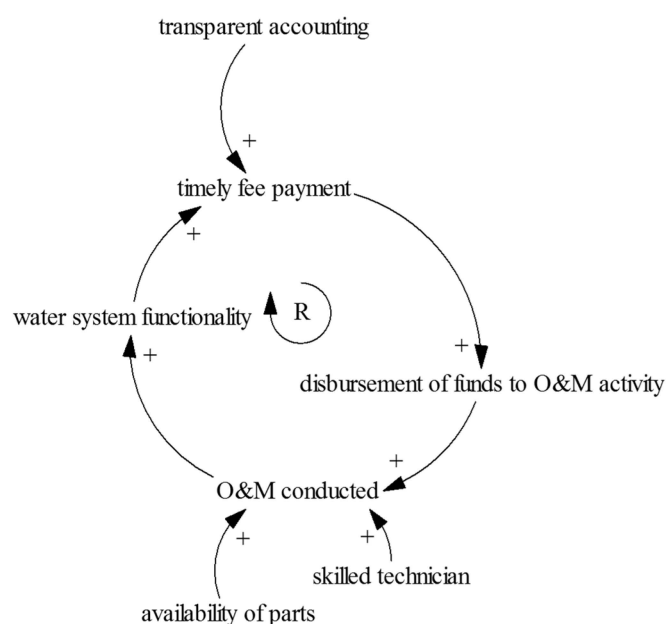 transparent accounting
+
timely fee payment
+
water system functionality
R
+
+
disbursement of funds to O&M activity
+
O&M conducted
+
+
skilled technician
availability of parts